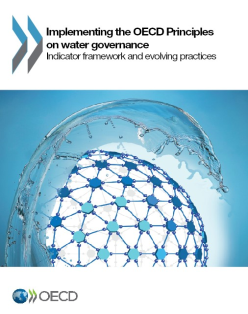 Implementing the OECD Principles
on water governance
Indicator framework and evolving practices
OECD